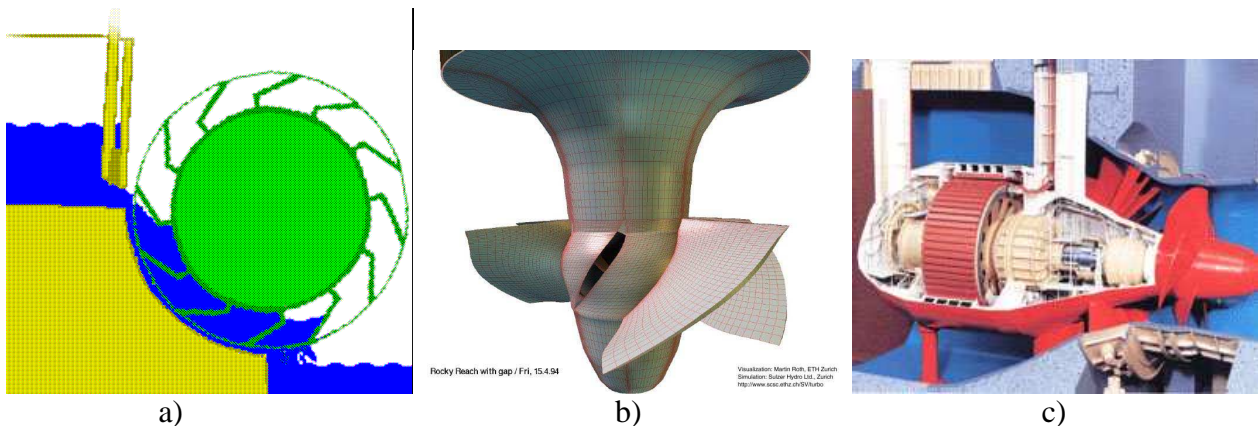 Rocky Reach with gap / Fri, 15.4.94
Visualization: Martin Roth, ETH Zurich
Simulation: Sulzer Hydro Ltd., Zurich
http://www.scsc.ethz.ch/SV/turbo
a)
b)
c)